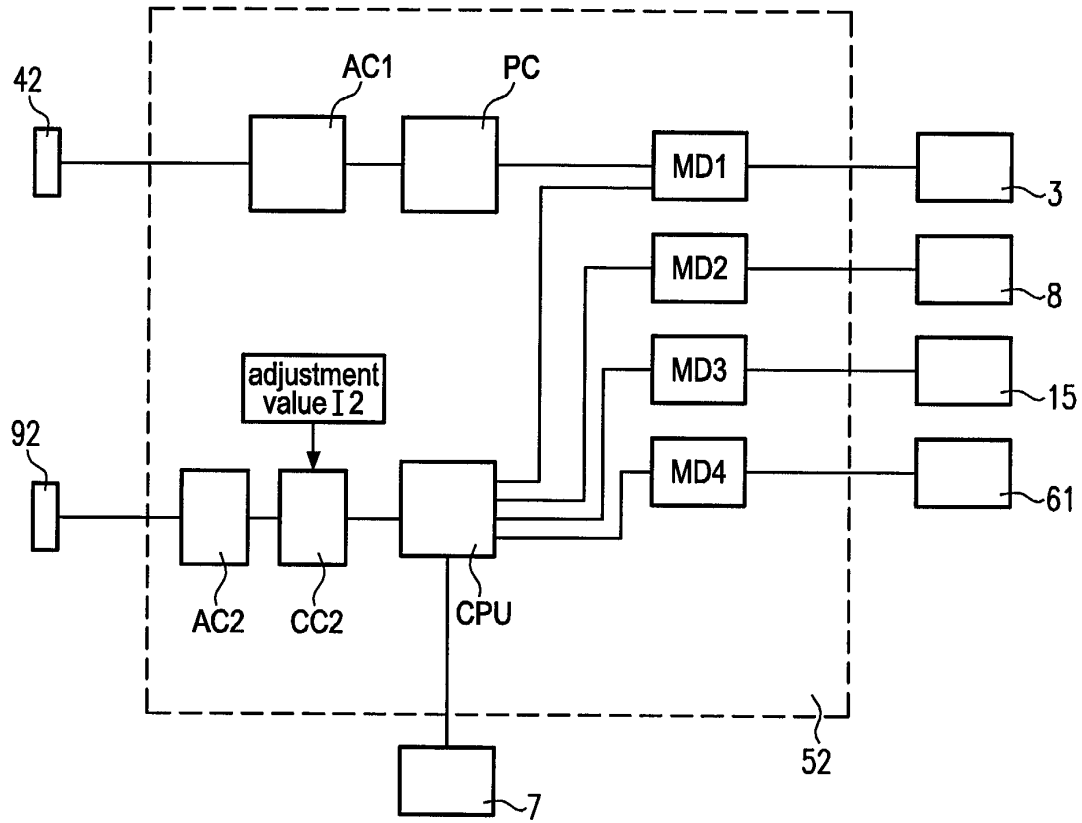 AC1
PC
42
MD1
3
MD2
8
adjustment
value I2
MD3
15
92
MD4
61
AC2
CC2
CPU
52
7